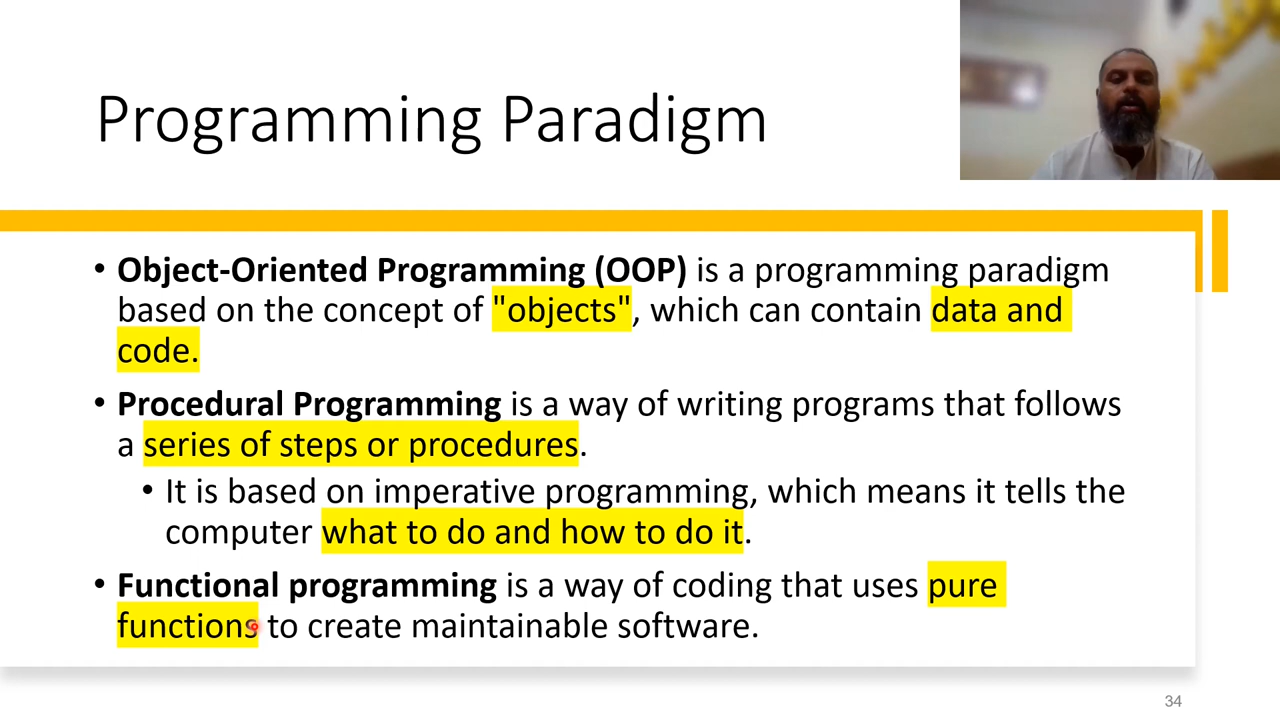 Programming Paradigm
• Object-Oriented Programming (OOP) is a programming paradigm
based on the concept of "objects", which can contain data and
code.
• Procedural Programming is a way of writing programs that follows
a series of steps or procedures.
• It is based on imperative programming, which means it tells the
computer what to do and how to do it.
• Functional programming is a way of coding that uses pure
functions to create maintainable software.
34